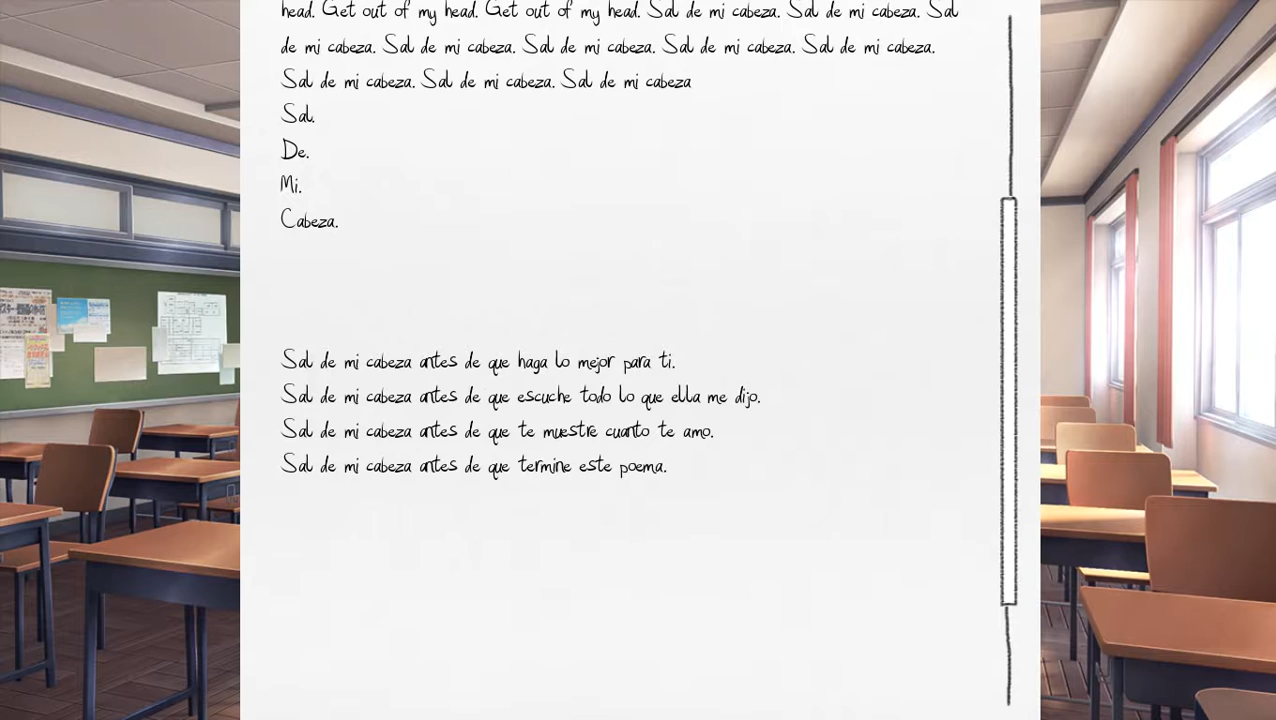 head. Get out of my head. Get out of my head. Sal de mi cabeza. Sal de mi cabeza. Sal
de mi cabeza. Sal de mi cabeza. Sal de mi cabeza. Sal de mi cabeza. Sal de mi cabeza.
Sal de mi cabeza. Sal de mi cabeza. Sal de mi cabeza
Sal.
De.
Mi.
Cabeza.
Sal de mi cabeza antes de que haga lo mejor para ti.
Sal de mi cabeza antes de que escuche todo lo que ella me dijo.
Sal de mi cabeza antes de que te muestre cuanto te amo.
Sal de mi cabeza antes de que termine este poema.